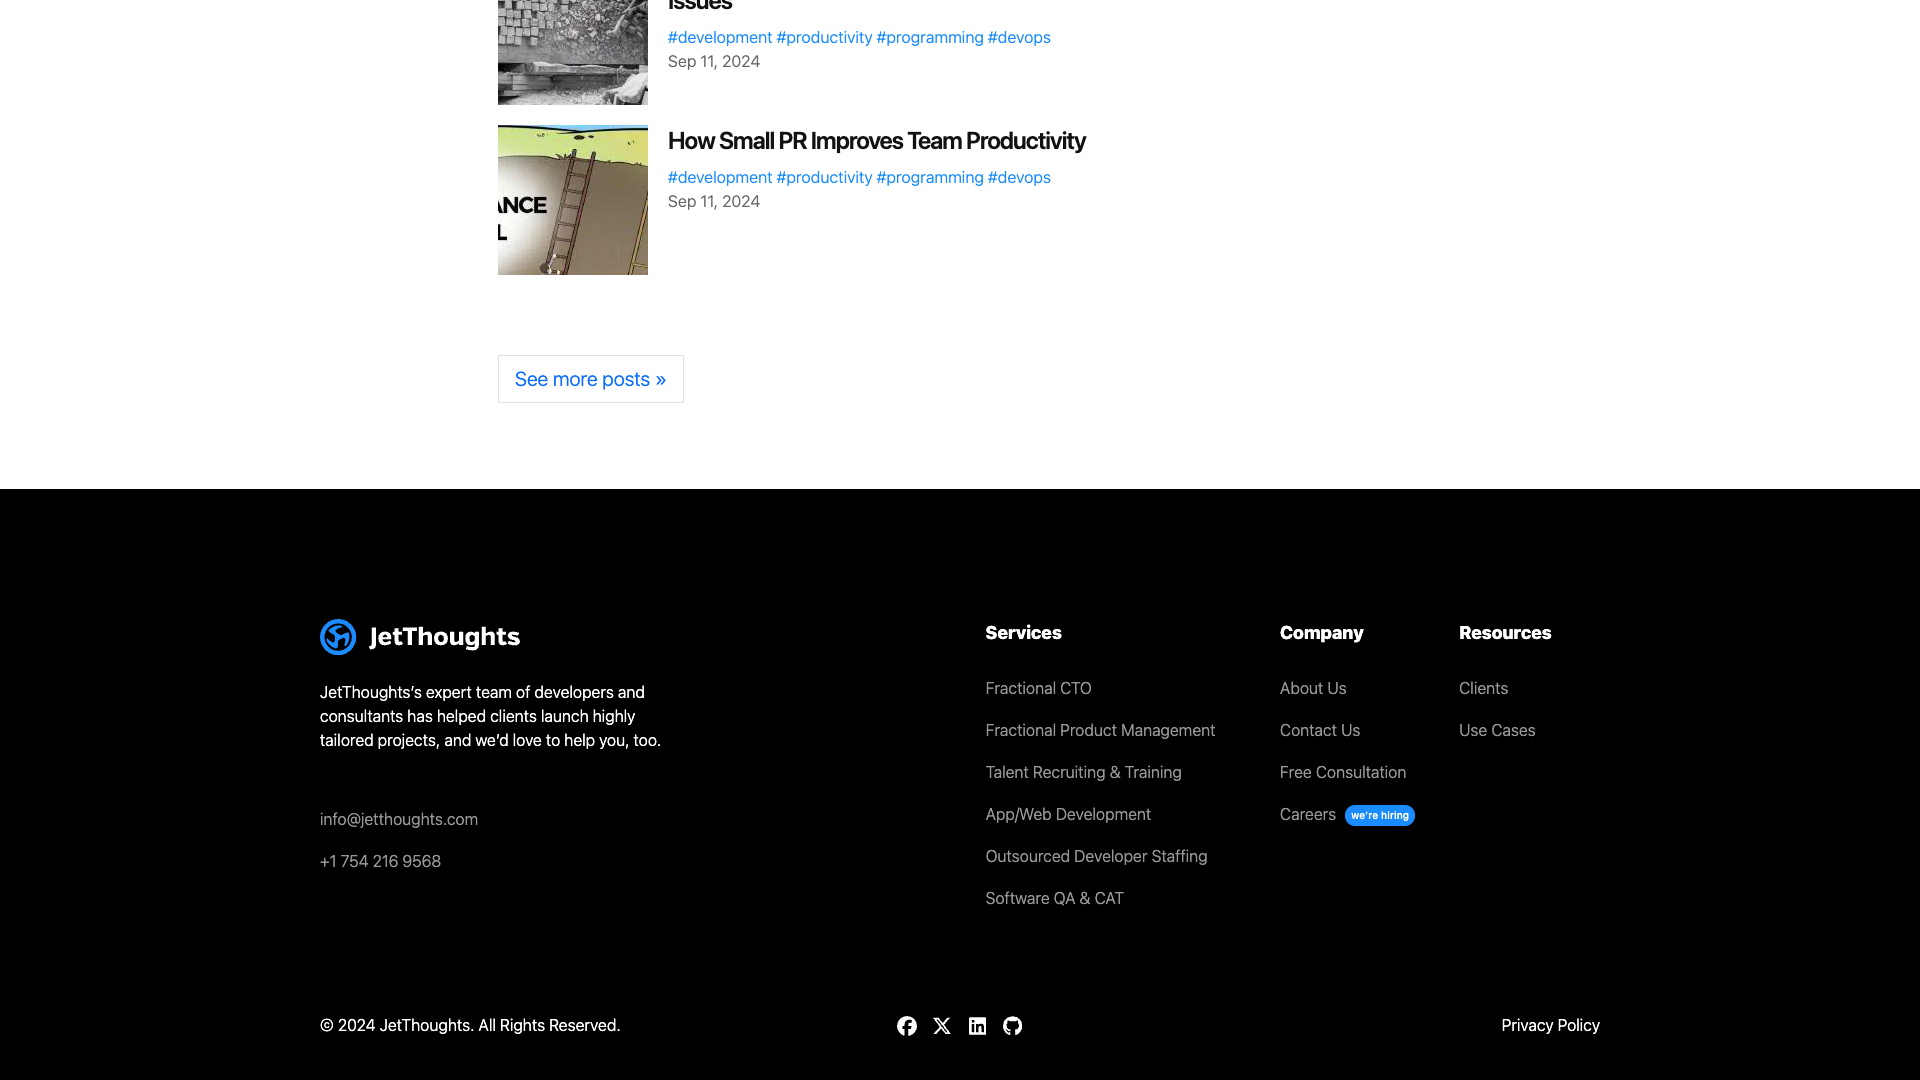 Issues
#development #productivity #programming #devops
Sep 11, 2024
How Small PR Improves Team Productivity
#development #productivity #programming #devops
Sep 11, 2024
See more posts »
JetThoughts
JetThoughts’s expert team of developers and
consultants has helped clients launch highly
tailored projects, and we’d love to help you, too.
info@jetthoughts.com
+1 754 216 9568
Services
Fractional CTO
Fractional Product Management
Talent Recruiting & Training
App/Web Development
Outsourced Developer Staffing
Software QA & CAT
Company
About Us
Contact Us
Free Consultation
Careers we’re hiring
Resources
Clients
Use Cases
© 2024 JetThoughts. All Rights Reserved.
Privacy Policy